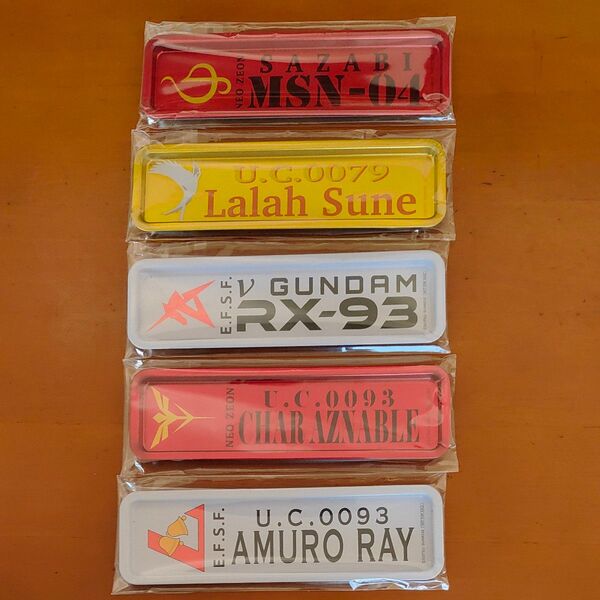 NEO ZEON
SAZABI
MSN-04
U.C.0079
Lalah Sune
E.F.S.F.
ν GUNDAM
RX-93
NEO ZEON
U.C.0093
CHAR AZNABLE
E.F.S.F.
U.C.0093
AMURO RAY